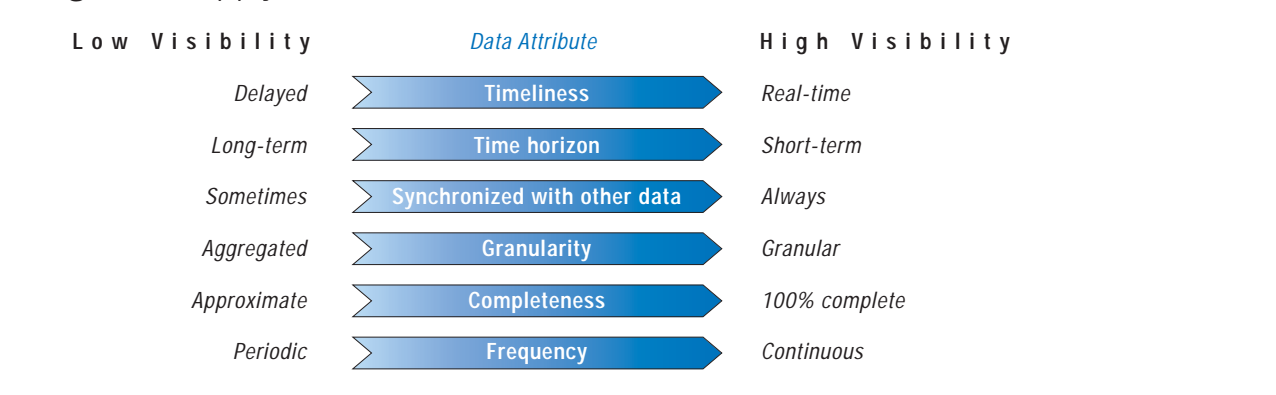 Low Visibility Data Attribute High Visibility
Delayed Timeliness Real-time
Long-term Time horizon Short-term
Sometimes Synchronized with other data Always
Aggregated Granularity Granular
Approximate Completeness 100% complete
Periodic Frequency Continuous